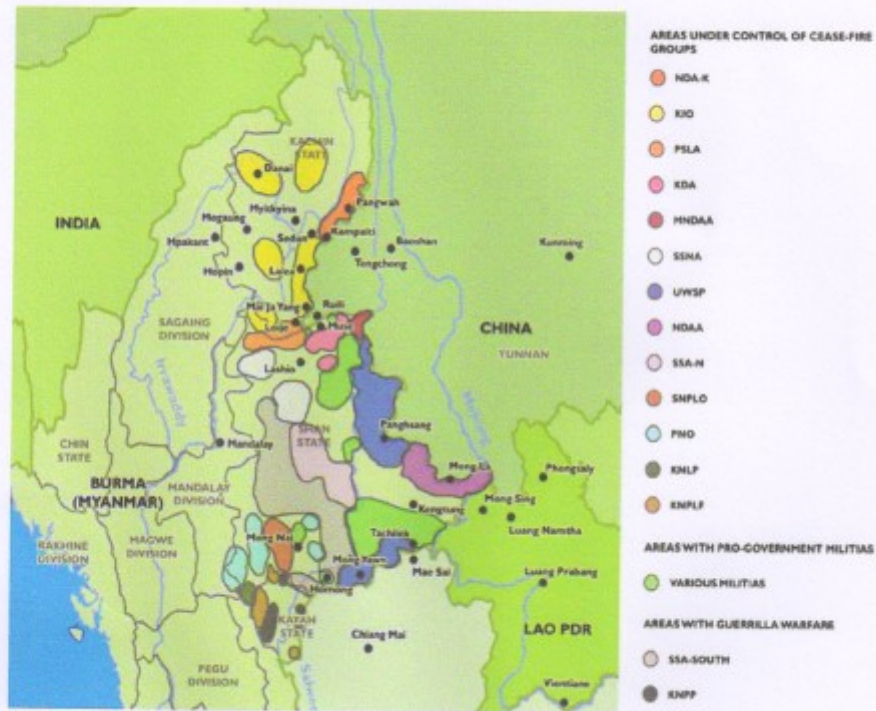 AREAS UNDER CONTROL OF CEASE-FIRE
GROUPS
NDA-K
KIO
PSLA
KDA
MNDAA
SSNA
UWSP
NDAA
SSA-N
SNPLO
PNO
KNLP
KNPLF
AREAS WITH PRO-GOVERNMENT MILITIAS
VARIOUS MILITIAS
AREAS WITH GUERRILLA WARFARE
SSA-SOUTH
KNPP
KACHIN
STATE
Danai
Myitkyina
Pangwah
INDIA
Mogaung
Hpakant
Sadan
Kampaiti
Baoshan
Kunming
Tengchong
Hopin
Laiza
Mai Ja Yang
Ruili
SAGAING
DIVISION
Loije
Muse
CHINA
YUNNAN
Lashio
Irrawaddy
Mekong
SHAN
STATE
Panghsang
CHIN
STATE
Mandalay
BURMA
(MYANMAR)
MANDALAY
DIVISION
Mong La
Phongsaly
Kengtung
Mong Sing
Luang Namtha
RAKHINE
DIVISION
MAGWE
DIVISION
Mong Nai
Tachilek
Mae Sai
Luang Prabang
Homong
KAYAH
STATE
Chiang Mai
LAO PDR
PEGU
DIVISION
Vientiane